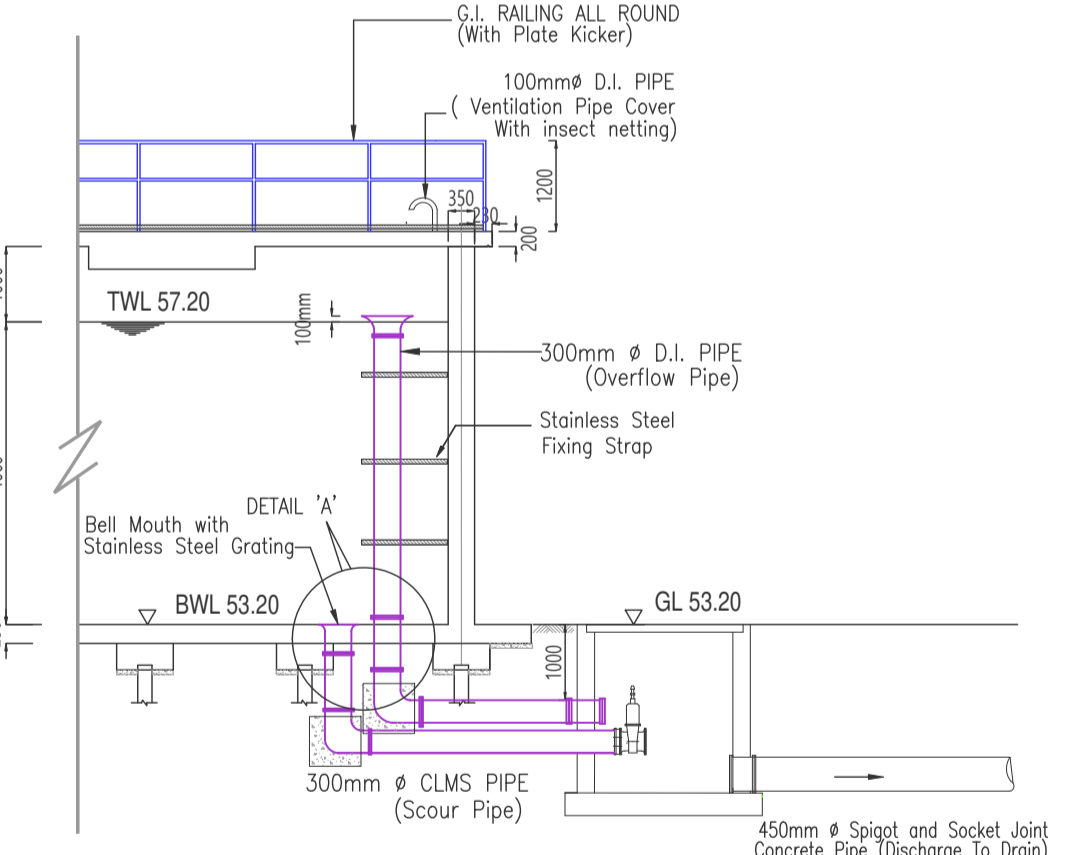 G.I. RAILING ALL ROUND
(With Plate Kicker)
100mmø D.I. PIPE
( Ventilation Pipe Cover
With insect netting)
350
230
1200
200
TWL 57.20
100mm
300mm ø D.I. PIPE
(Overflow Pipe)
Stainless Steel
Fixing Strap
DETAIL 'A'
Bell Mouth with
Stainless Steel Grating
BWL 53.20
GL 53.20
1000
300mm ø CLMS PIPE
(Scour Pipe)
450mm ø Spigot and Socket Joint
Concrete Pipe (Discharge To Drain)